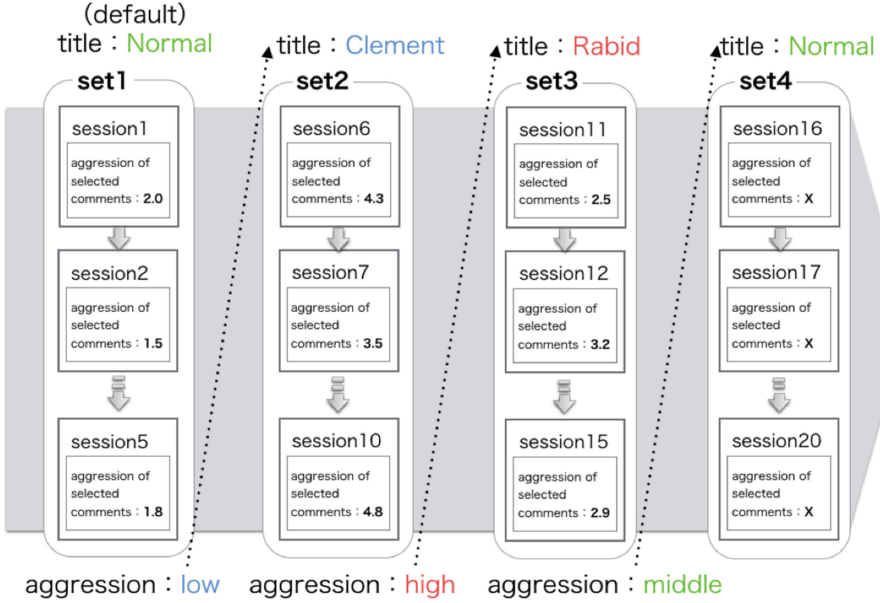 (default)
title：Normal
set1
session1
aggression of
selected
comments：2.0
session2
aggression of
selected
comments：1.5
session5
aggression of
selected
comments：1.8
aggression：low
title：Clement
set2
session6
aggression of
selected
comments：4.3
session7
aggression of
selected
comments：3.5
session10
aggression of
selected
comments：4.8
aggression：high
title：Rabid
set3
session11
aggression of
selected
comments：2.5
session12
aggression of
selected
comments：3.2
session15
aggression of
selected
comments：2.9
aggression：middle
title：Normal
set4
session16
aggression of
selected
comments：X
session17
aggression of
selected
comments：X
session20
aggression of
selected
comments：X